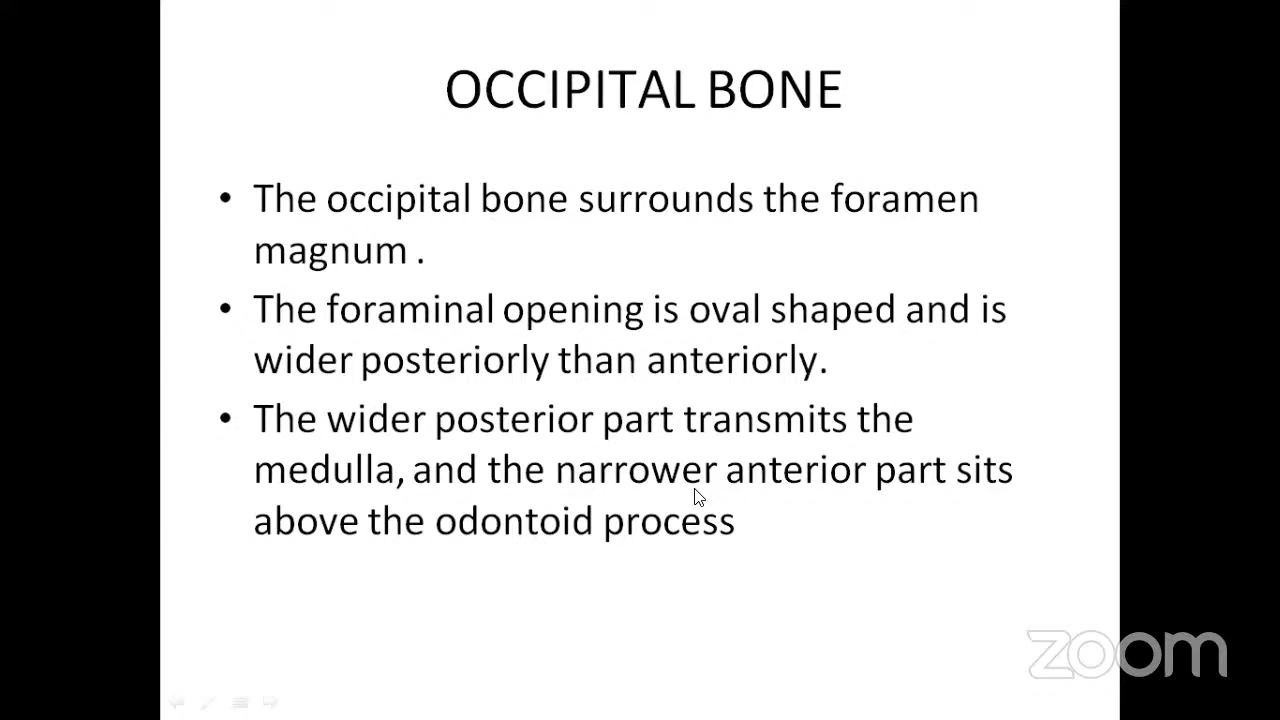 OCCIPITAL BONE
• The occipital bone surrounds the foramen
magnum .
• The foraminal opening is oval shaped and is
wider posteriorly than anteriorly.
• The wider posterior part transmits the
medulla, and the narrower anterior part sits
above the odontoid process
zoom